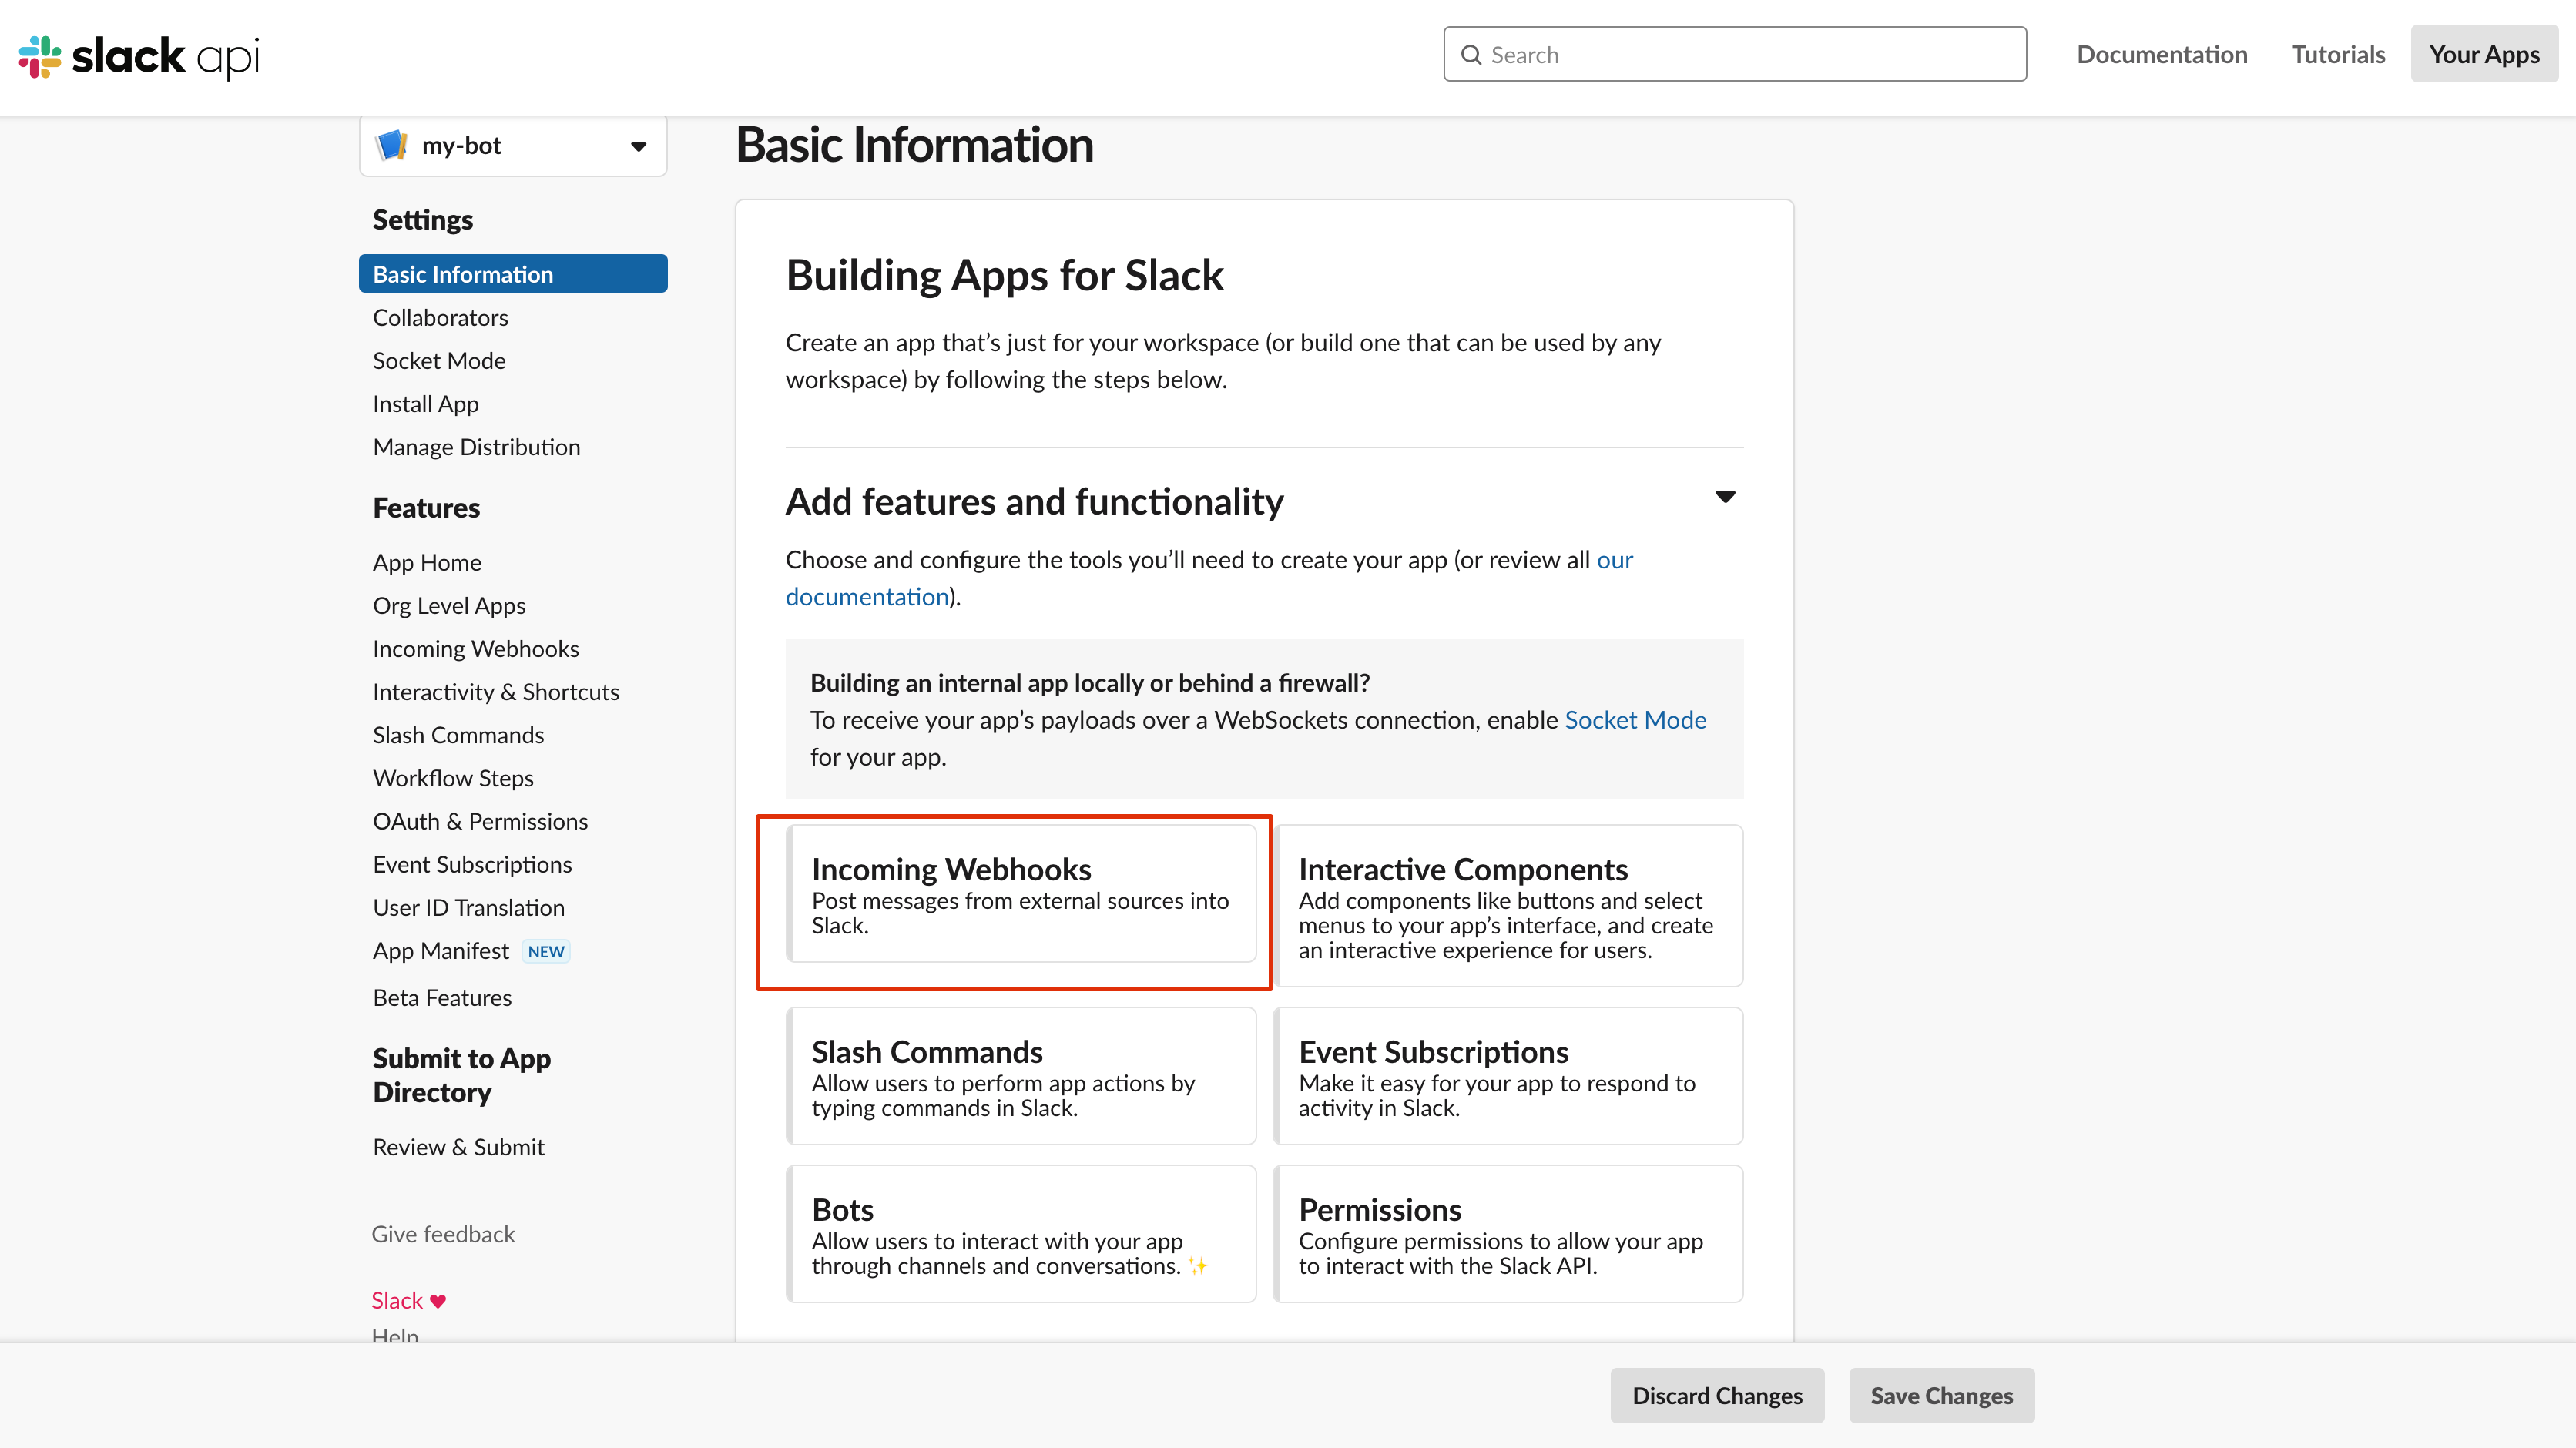 slack api
Search
Documentation
Tutorials
Your Apps
my-bot
Settings
Basic Information
Collaborators
Socket Mode
Install App
Manage Distribution
Features
App Home
Org Level Apps
Incoming Webhooks
Interactivity & Shortcuts
Slash Commands
Workflow Steps
OAuth & Permissions
Event Subscriptions
User ID Translation
App Manifest NEW
Beta Features
Submit to App
Directory
Review & Submit
Give feedback
Slack ♥
Help
Basic Information
Building Apps for Slack
Create an app that’s just for your workspace (or build one that can be used by any
workspace) by following the steps below.
Add features and functionality
Choose and configure the tools you’ll need to create your app (or review all our
documentation).
Building an internal app locally or behind a firewall?
To receive your app’s payloads over a WebSockets connection, enable Socket Mode
for your app.
Incoming Webhooks
Post messages from external sources into
Slack.
Interactive Components
Add components like buttons and select
menus to your app’s interface, and create
an interactive experience for users.
Slash Commands
Allow users to perform app actions by
typing commands in Slack.
Event Subscriptions
Make it easy for your app to respond to
activity in Slack.
Bots
Allow users to interact with your app
through channels and conversations. ✨
Permissions
Configure permissions to allow your app
to interact with the Slack API.
Discard Changes
Save Changes